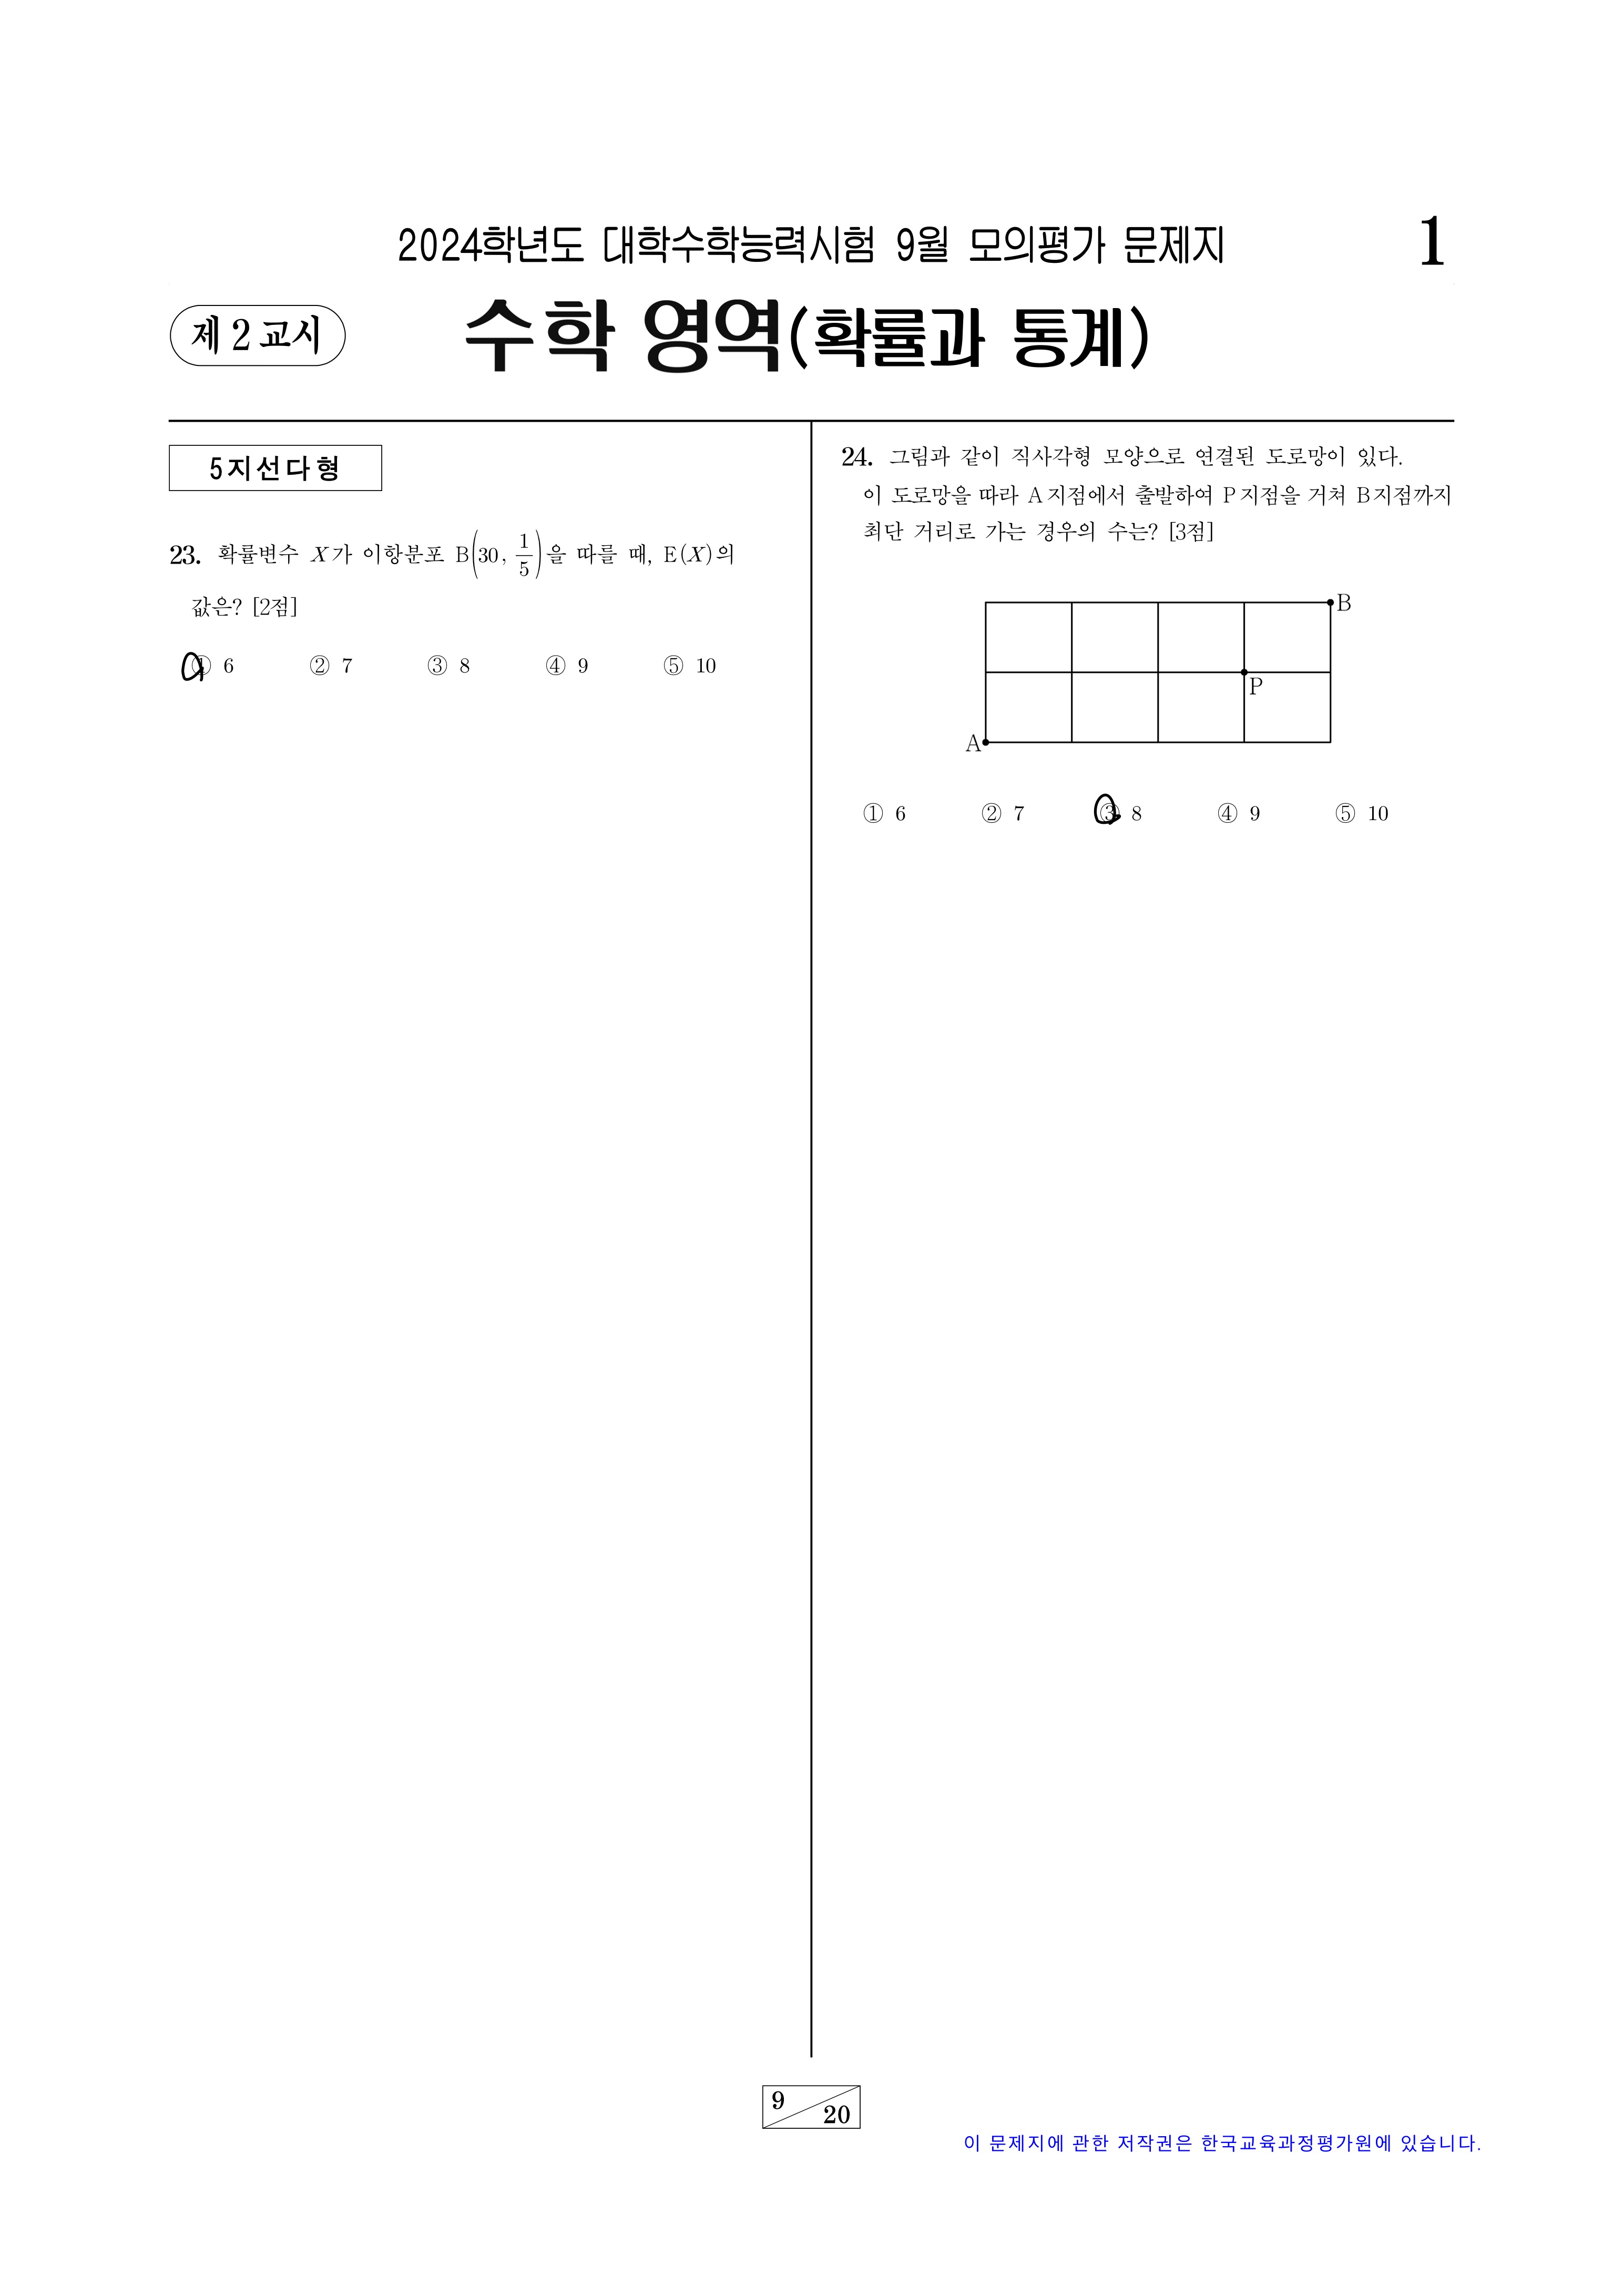 2024학년도 대학수학능력시험 9월 모의평가 문제지
1
제 2 교시
수학 영역(확률과 통계)
5지선다형
23. 확률변수 X가 이항분포 B(30, 1/5)을 따를 때, E(X)의
값은? [2점]
① 6 ② 7 ③ 8 ④ 9 ⑤ 10
24. 그림과 같이 직사각형 모양으로 연결된 도로망이 있다.
이 도로망을 따라 A지점에서 출발하여 P지점을 거쳐 B지점까지
최단 거리로 가는 경우의 수는? [3점]
B
P
A
① 6 ② 7 ③ 8 ④ 9 ⑤ 10
9
20
이 문제지에 관한 저작권은 한국교육과정평가원에 있습니다.